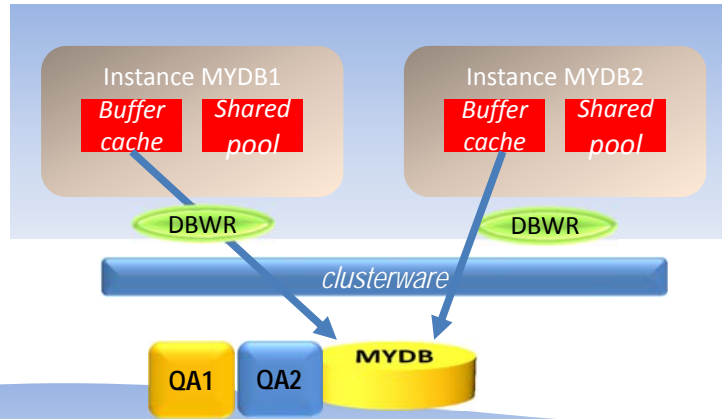 Instance MYDB1
Buffer cache
Shared pool
Instance MYDB2
Buffer cache
Shared pool
DBWR
DBWR
clusterware
QA1
QA2
MYDB